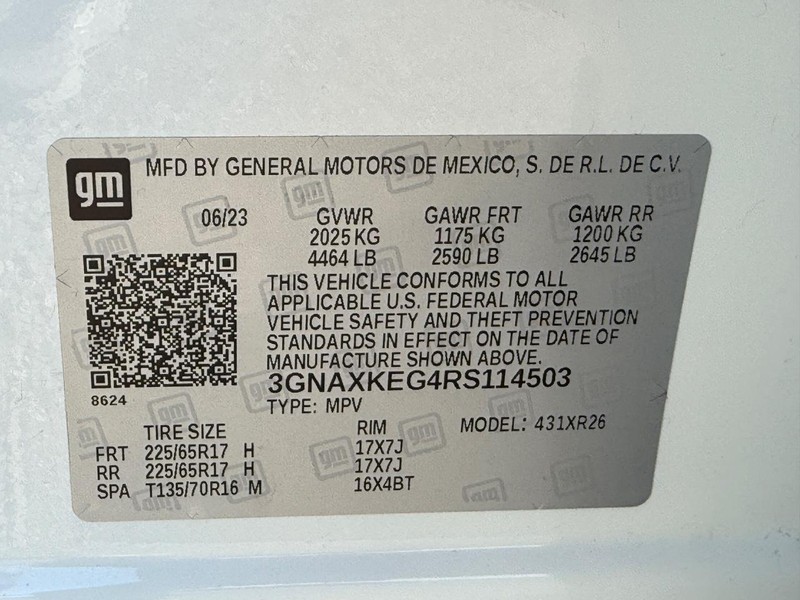 gm
MFD BY GENERAL MOTORS DE MEXICO, S. DE R.L. DE C.V.
06/23 GVWR GAWR FRT GAWR RR
2025 KG 1175 KG 1200 KG
4464 LB 2590 LB 2645 LB
THIS VEHICLE CONFORMS TO ALL
APPLICABLE U.S. FEDERAL MOTOR
VEHICLE SAFETY AND THEFT PREVENTION
STANDARDS IN EFFECT ON THE DATE OF
MANUFACTURE SHOWN ABOVE.
3GNAXKEG4RS114503
8624
TYPE: MPV
TIRE SIZE RIM MODEL: 431XR26
FRT 225/65R17 H 17X7J
RR 225/65R17 H 17X7J
SPA T135/70R16 M 16X4BT